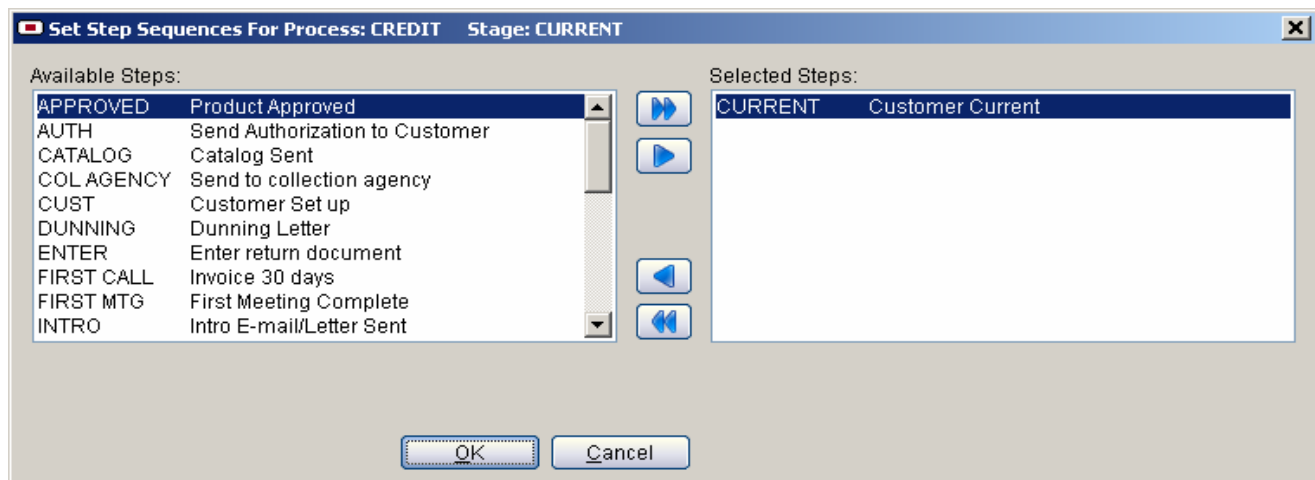 Set Step Sequences For Process: CREDIT Stage: CURRENT
Available Steps:
Selected Steps:
APPROVED Product Approved
CURRENT Customer Current
AUTH Send Authorization to Customer
CATALOG Catalog Sent
COL AGENCY Send to collection agency
CUST Customer Set up
DUNNING Dunning Letter
ENTER Enter return document
FIRST CALL Invoice 30 days
FIRST MTG First Meeting Complete
INTRO Intro E-mail/Letter Sent
OK
Cancel